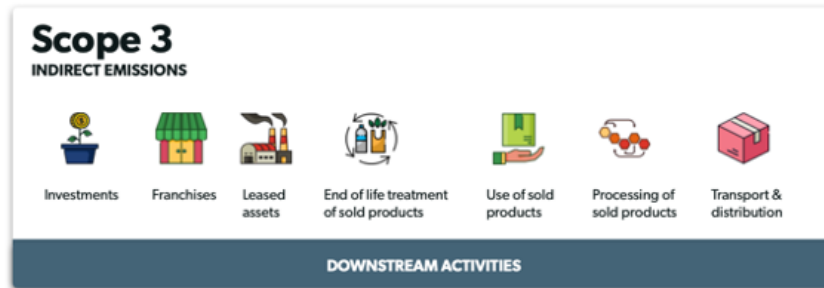 Scope 3
INDIRECT EMISSIONS
Investments
Franchises
Leased
assets
End of life treatment
of sold products
Use of sold
products
Processing of
sold products
Transport &
distribution
DOWNSTREAM ACTIVITIES